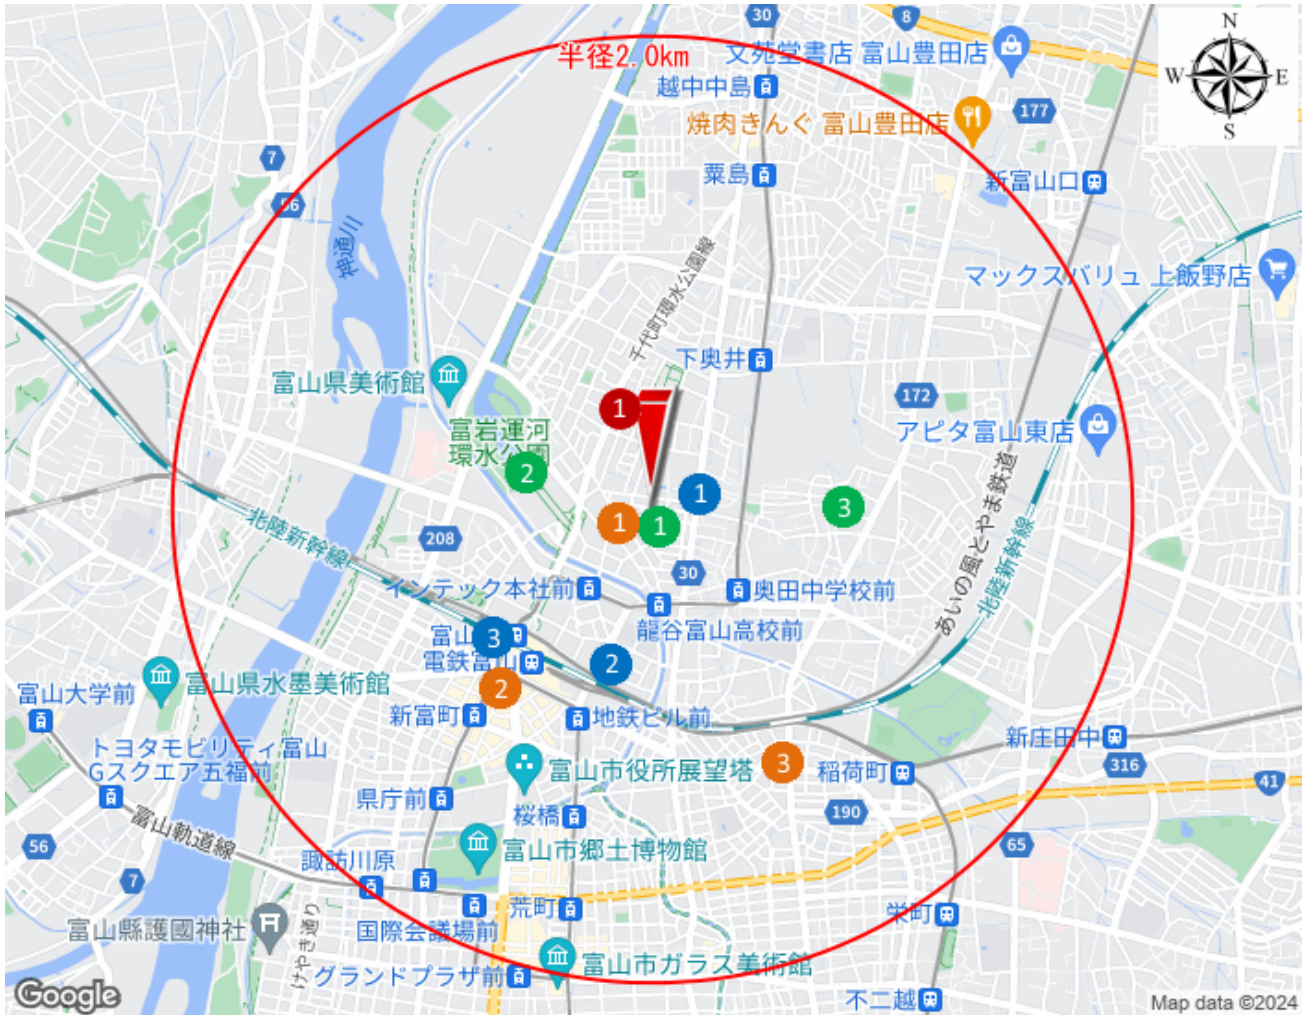 30
8
N
W
E
S
半径2.0km
文苑堂書店 富山豊田店
越中中島
177
焼肉きんぐ 富山豊田店
7
粟島
新富山口
56
神通川
千代町環水公園線
マックスバリュ 上飯野店
下奥井
富山県美術館
172
1
富岩運河
環水公園
アピタ富山東店
2
1
3
1
1
北陸新幹線
208
あいの風とやま鉄道
北陸新幹線
30
インテック本社前
奥田中学校前
龍谷富山高校前
富山
3
電鉄富山
2
富山県水墨美術館
富山大学前
2
新富町
地鉄ビル前
新庄田中
トヨタモビリティ富山
Gスクエア五福前
富山市役所展望塔
3
稲荷町
316
41
県庁前
桜橋
190
富山軌道線
56
富山市郷土博物館
65
諏訪川原
7
けやき通り
富山縣護國神社
国際会議場前
荒町
栄町
グランドプラザ前
富山市ガラス美術館
不二越
Google
Map data ©2024